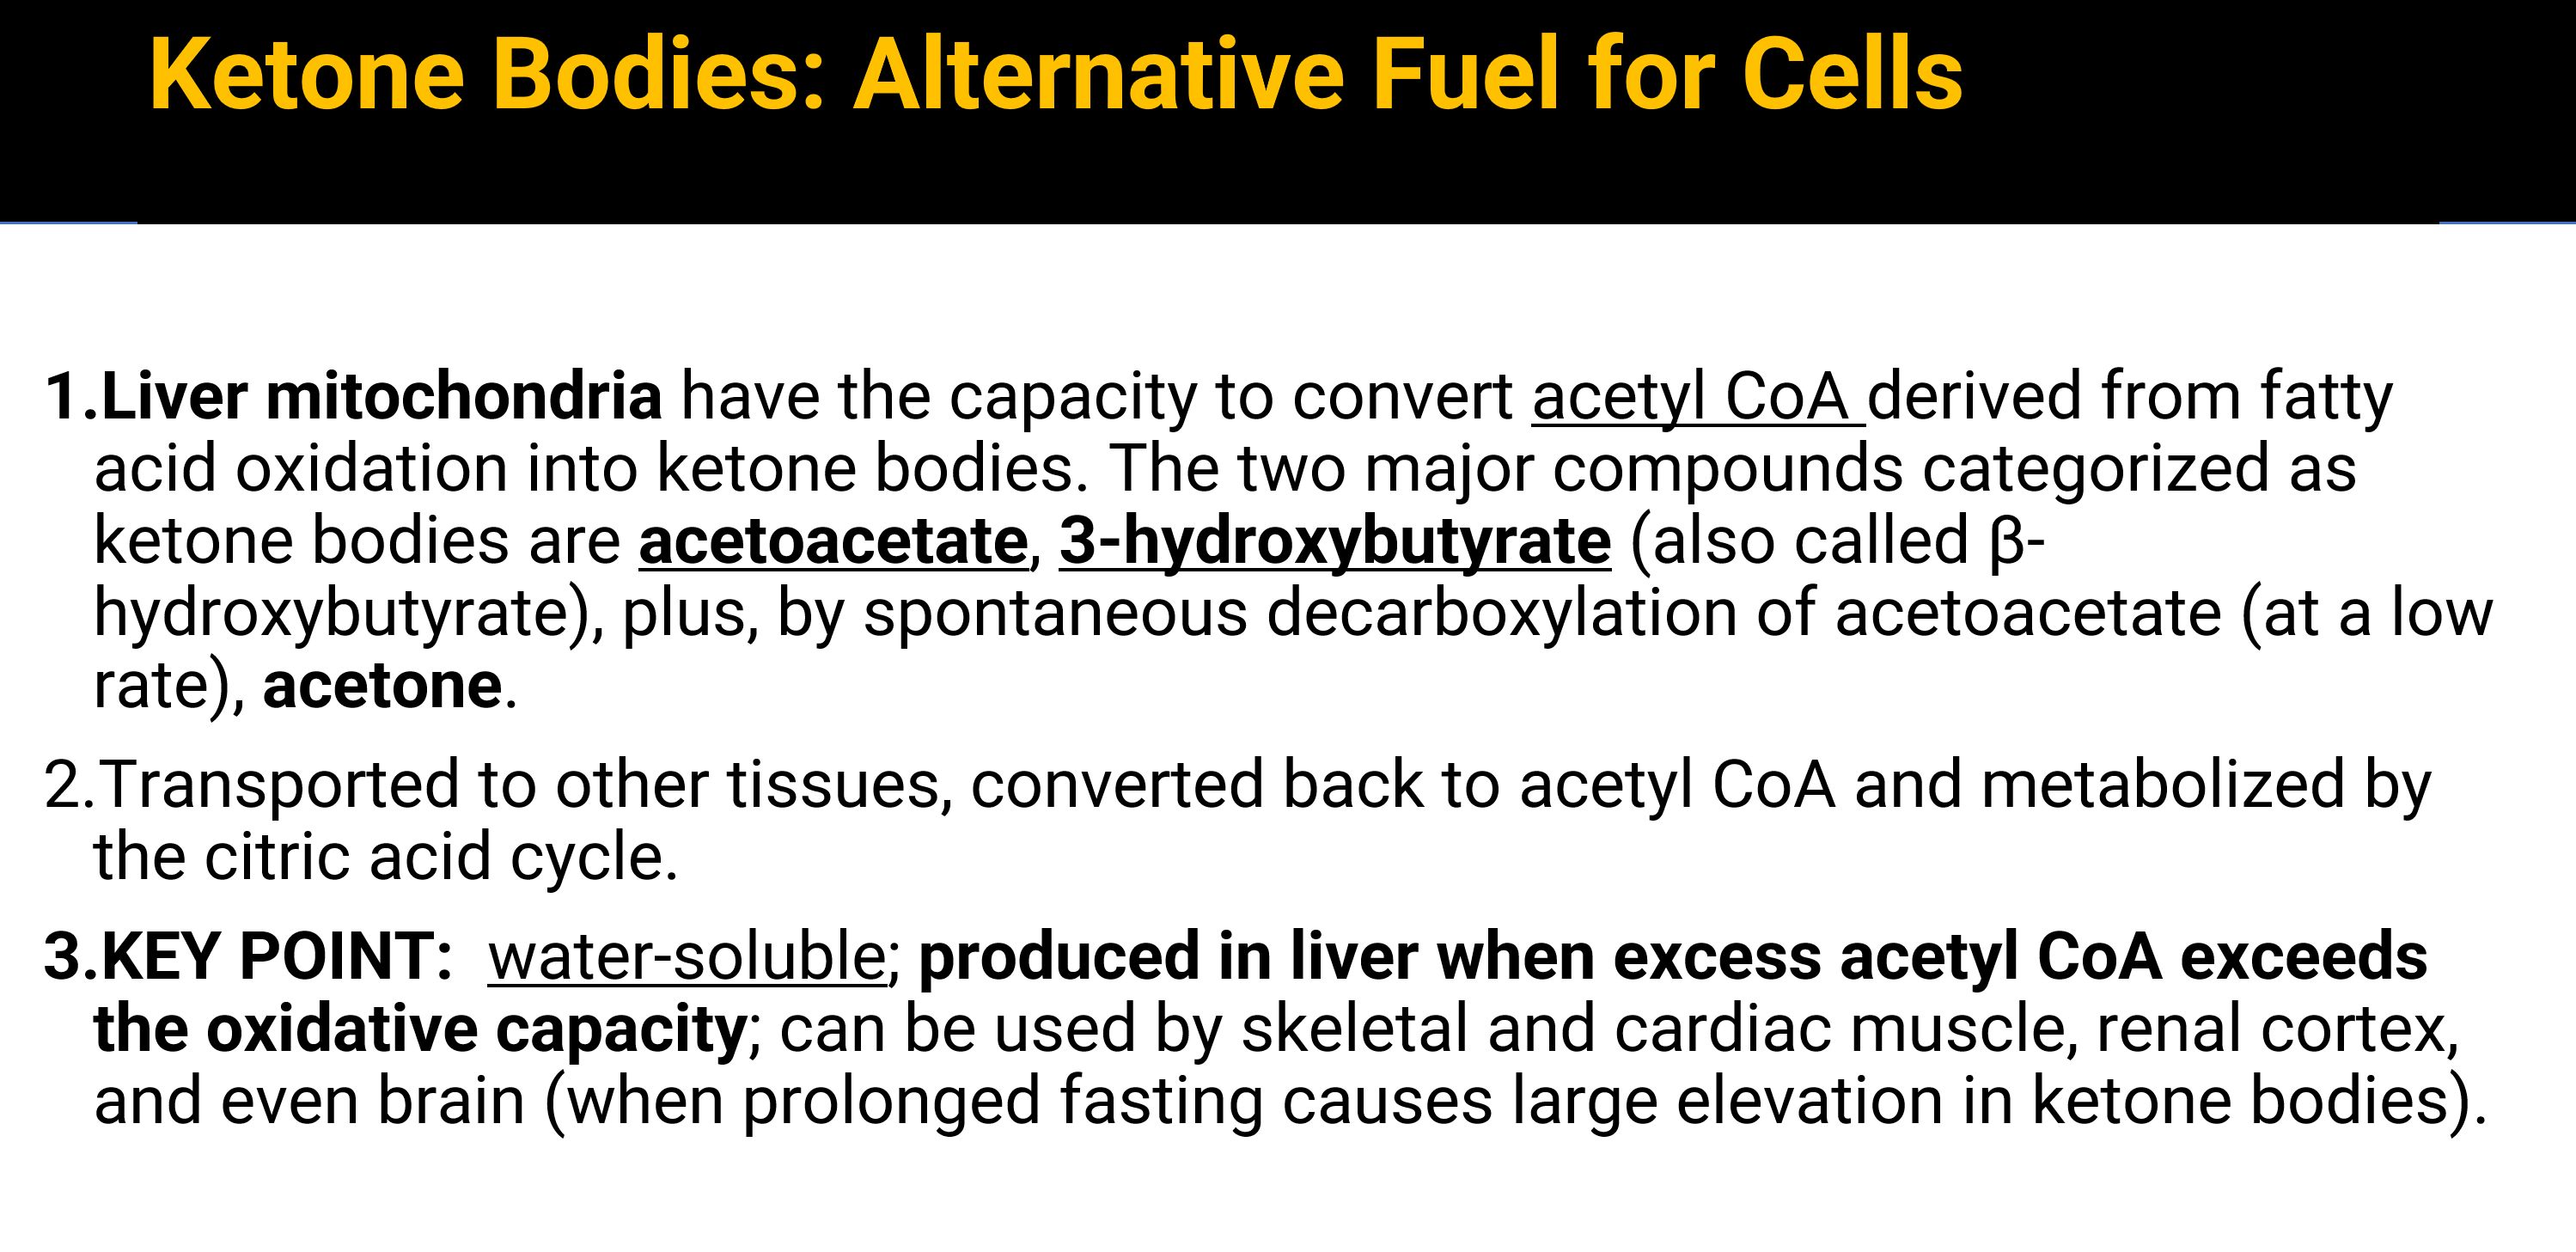 Ketone Bodies: Alternative Fuel for Cells
1.Liver mitochondria have the capacity to convert acetyl CoA derived from fatty
acid oxidation into ketone bodies. The two major compounds categorized as
ketone bodies are acetoacetate, 3-hydroxybutyrate (also called β-
hydroxybutyrate), plus, by spontaneous decarboxylation of acetoacetate (at a low
rate), acetone.
2.Transported to other tissues, converted back to acetyl CoA and metabolized by
the citric acid cycle.
3.KEY POINT:  water-soluble; produced in liver when excess acetyl CoA exceeds
the oxidative capacity; can be used by skeletal and cardiac muscle, renal cortex,
and even brain (when prolonged fasting causes large elevation in ketone bodies).